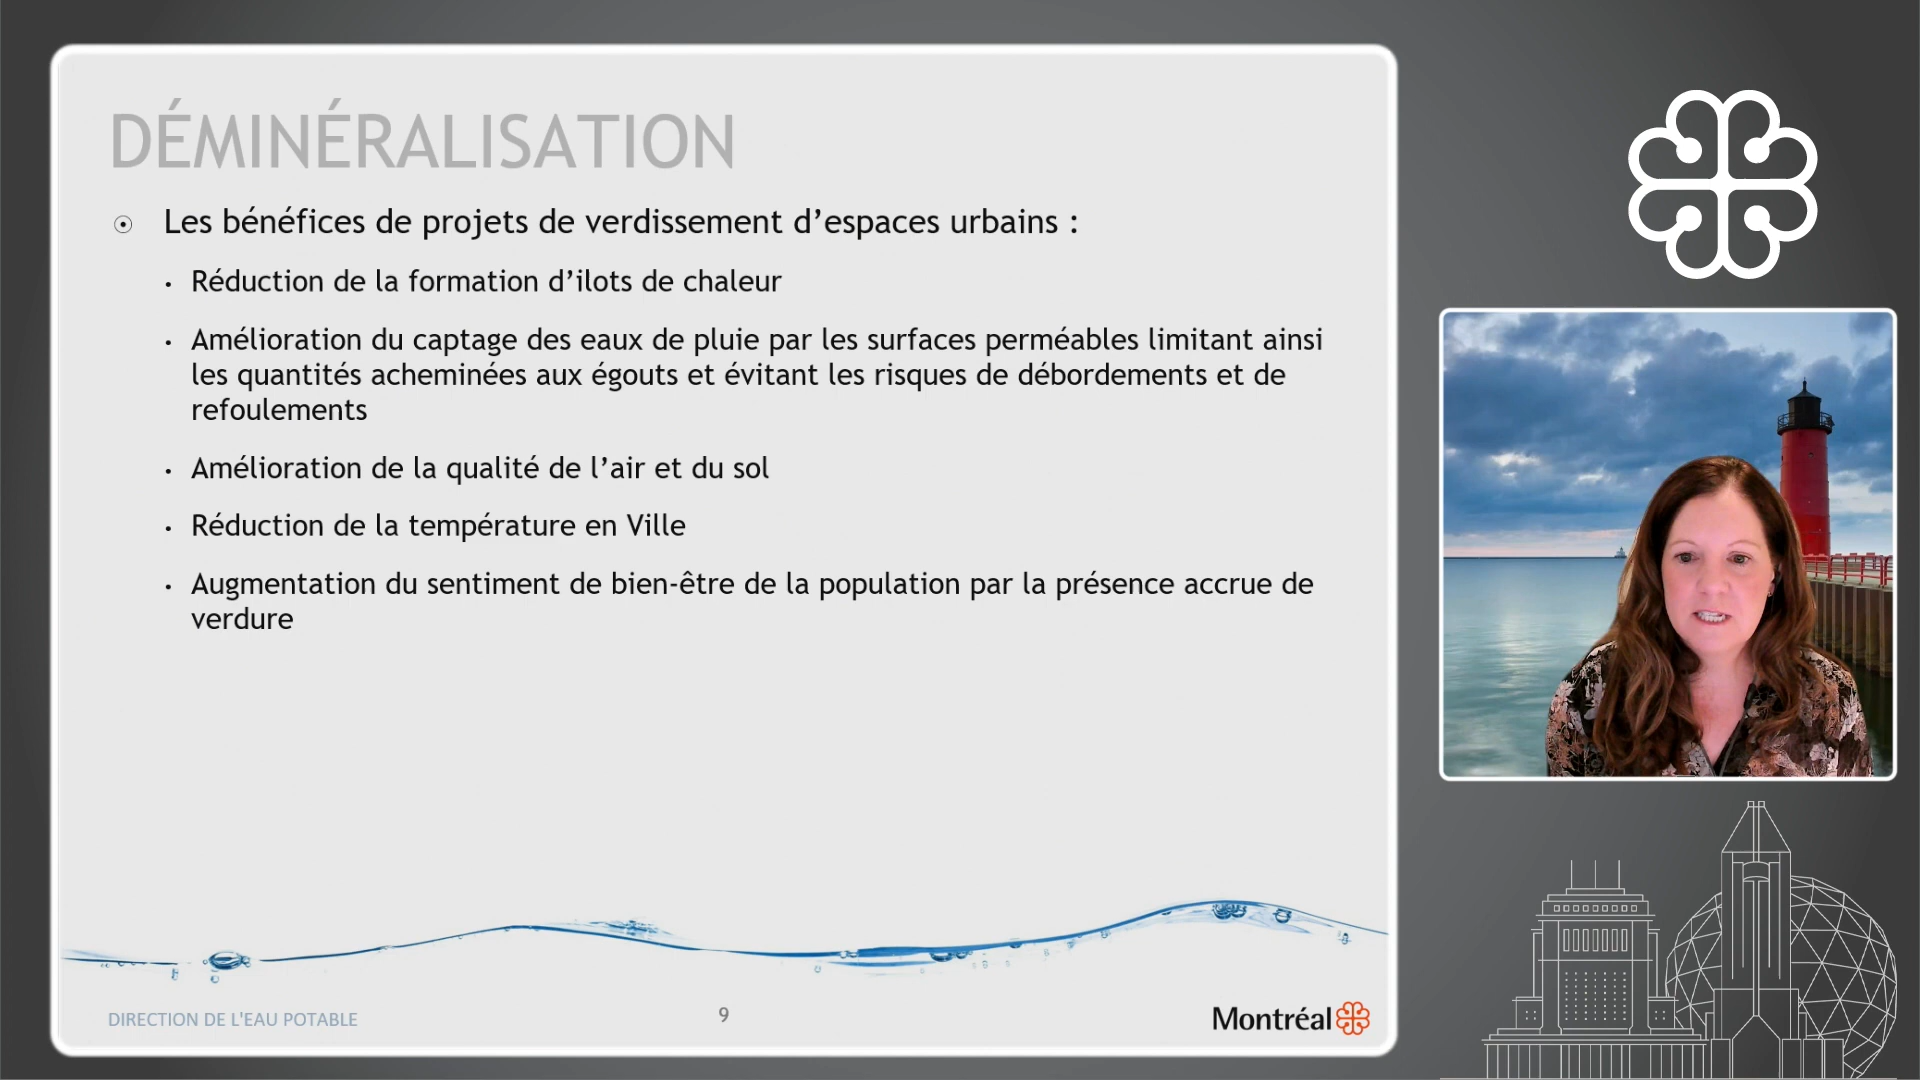 DÉMINÉRALISATION
Les bénéfices de projets de verdissement d’espaces urbains :
Réduction de la formation d’ilots de chaleur
Amélioration du captage des eaux de pluie par les surfaces perméables limitant ainsi
les quantités acheminées aux égouts et évitant les risques de débordements et de
refoulements
Amélioration de la qualité de l’air et du sol
Réduction de la température en Ville
Augmentation du sentiment de bien-être de la population par la présence accrue de
verdure
DIRECTION DE L'EAU POTABLE
9
Montréal